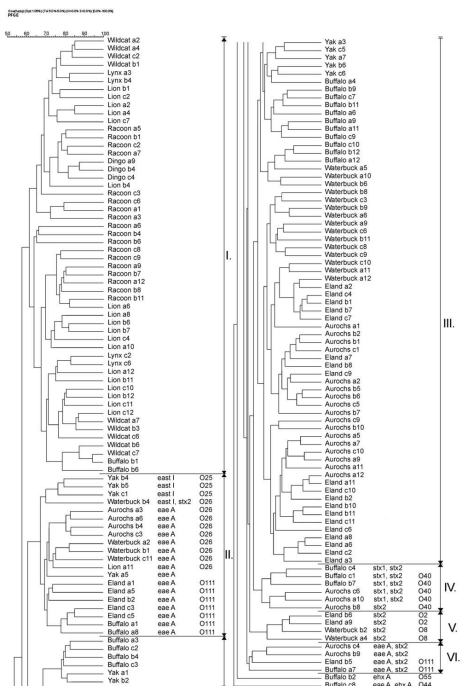 PFGE
50 60 70 80 90 100
Wildcat a2
Wildcat a4
Wildcat c2
Wildcat b1
Lynx a3
Lynx b4
Lion b1
Lion c2
Lion a2
Lion a4
Lion c7
Racoon a5
Racoon b1
Racoon c2
Racoon a7
Dingo a9
Dingo b4
Dingo c4
Lion b4
Racoon c3
Racoon c6
Racoon a1
Racoon a3
Racoon a6
Racoon b4
Racoon b6
Racoon c8
Racoon c9
Racoon a9
Racoon b7
Racoon a12
Racoon b8
Racoon b11
Lion a6
Lion a8
Lion b6
Lion b7
Lion c4
Lion a10
Lynx c2
Lynx c6
Lion a12
Lion b11
Lion c10
Lion b12
Lion c11
Lion c12
Wildcat a7
Wildcat b3
Wildcat c6
Wildcat b6
Wildcat c7
Buffalo b1
Buffalo b6
I.
Yak b4 east I O25
Yak b5 east I O25
Yak c1 east I O25
Waterbuck b4 east I, stx2 O26
Aurochs a3 eae A O26
Aurochs a6 eae A O26
Aurochs b4 eae A O26
Aurochs c3 eae A O26
Waterbuck a2 eae A O26
Waterbuck b1 eae A O26
Waterbuck c11 eae A O26
Lion a11 eae A O26
Yak a5 eae A
Eland a1 eae A O111
Eland a5 eae A O111
Eland b2 eae A O111
Eland c3 eae A O111
Eland c5 eae A O111
Buffalo a1 eae A O111
Buffalo a8 eae A O111
II.
Buffalo a3
Buffalo c2
Buffalo b4
Buffalo c3
Yak a1
Yak b2
Yak a3
Yak c5
Yak a7
Yak b6
Yak c6
Buffalo a4
Buffalo b9
Buffalo c7
Buffalo b11
Buffalo a6
Buffalo a9
Buffalo a11
Buffalo c9
Buffalo c10
Buffalo b12
Buffalo a12
Waterbuck a5
Waterbuck a10
Waterbuck b6
Waterbuck b8
Waterbuck c3
Waterbuck b9
Waterbuck a6
Waterbuck a9
Waterbuck c6
Waterbuck b11
Waterbuck c8
Waterbuck c9
Waterbuck c10
Waterbuck a11
Waterbuck a12
Eland a2
Eland c4
Eland b1
Eland b7
Eland c7
Aurochs a1
Aurochs b2
Aurochs b1
Aurochs c1
Eland a7
Eland b8
Eland c9
Aurochs a2
Aurochs b5
Aurochs b6
Aurochs c5
Aurochs b7
Aurochs c9
Aurochs b10
Aurochs a5
Aurochs a7
Aurochs c10
Aurochs a9
Aurochs a11
Aurochs a12
Eland a11
Eland c10
Eland b2
Eland b10
Eland b11
Eland c11
Eland c6
Eland a8
Eland a6
Eland c2
Eland a3
III.
Buffalo c4 stx1, stx2
Buffalo c1 stx1, stx2 O40
Buffalo b7 stx1, stx2 O40
Aurochs c6 stx1, stx2 O40
Aurochs a10 stx1, stx2 O40
Aurochs b8 stx2 O40
IV.
Eland b6 stx2 O2
Eland a9 stx2 O2
Waterbuck b2 stx2 O8
Waterbuck a4 stx2 O8
V.
Aurochs c4 eae A, stx2
Aurochs b9 eae A, stx2
Eland b5 eae A, stx2 O111
Buffalo a7 eae A, stx2 O111
VI.
Buffalo b2 ehx A O55
Buffalo c8 eae A, ehx A O44